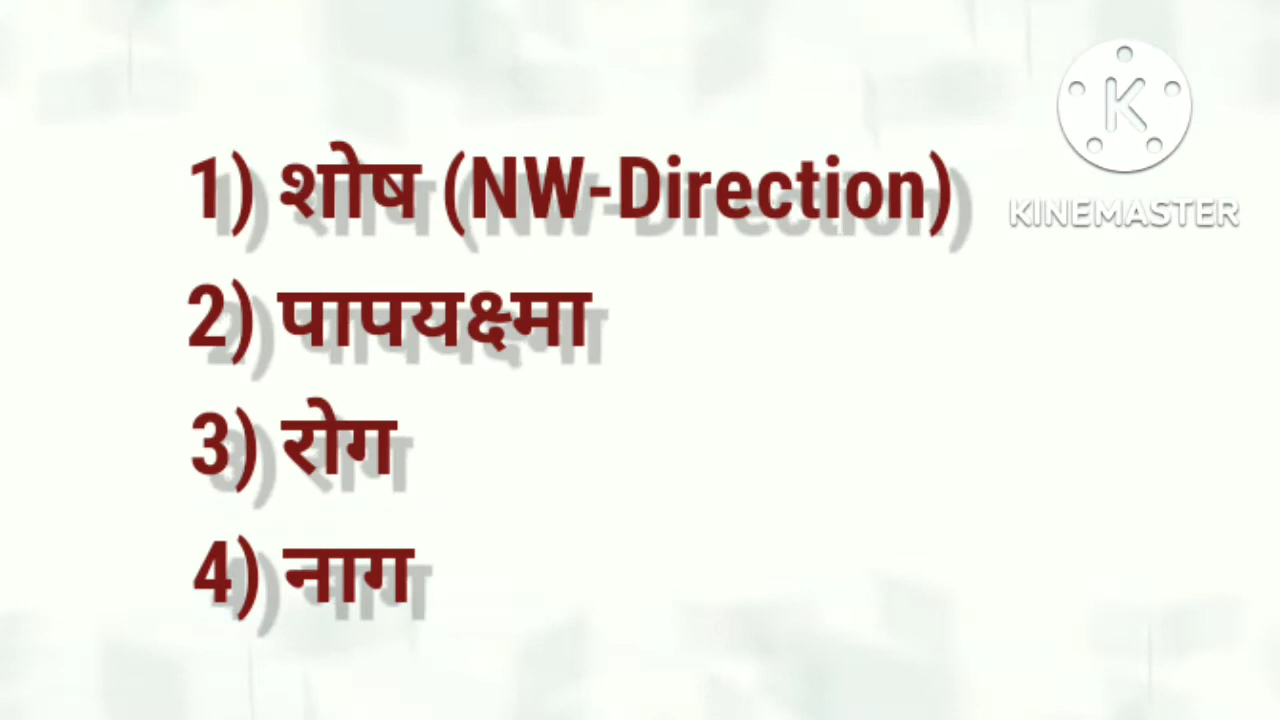 1) शोष (NW-Direction)
2) पापयक्ष्मा
3) रोग
4) नाग
K
KINEMASTER